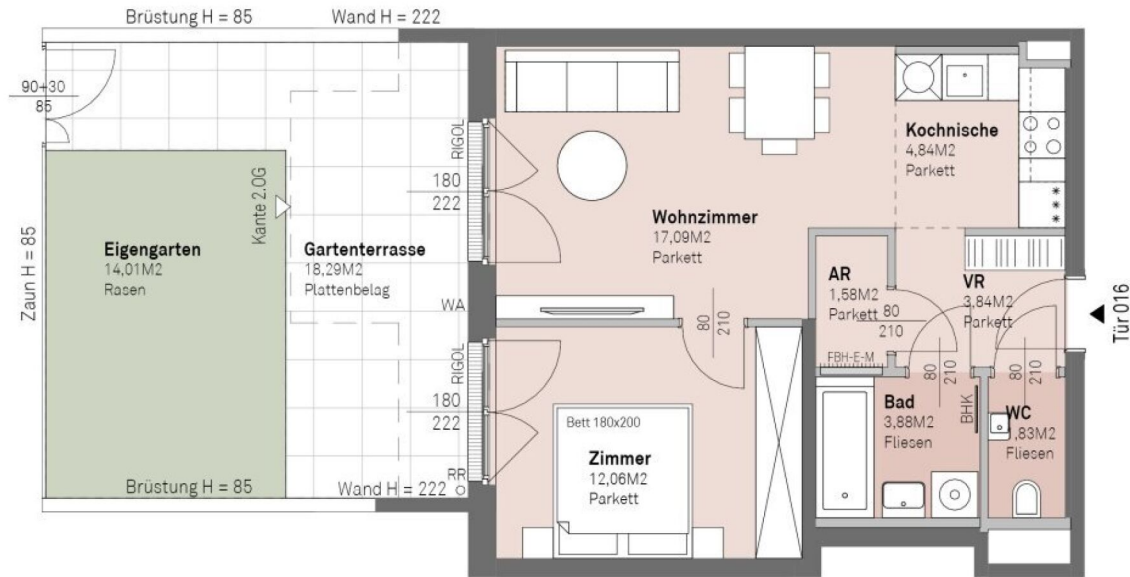 Brüstung H = 85
Wand H = 222
90+30
85
Zaun H = 85
Kante 2.OG
Eigengarten
14,01M2
Rasen
Gartenterrasse
18,29M2
Plattenbelag
RIGOL
180
222
WA
RIGOL
180
222
RR
Brüstung H = 85
Wand H = 222
Wohnzimmer
17,09M2
Parkett
Kochnische
4,84M2
Parkett
AR
1,58M2
Parkett
80
210
FBH-E-M
VR
3,84M2
Parkett
Tür 016
80
210
Bett 180x200
Zimmer
12,06M2
Parkett
80
210
Bad
3,88M2
Fliesen
BHK
80
210
WC
,83M2
Fliesen